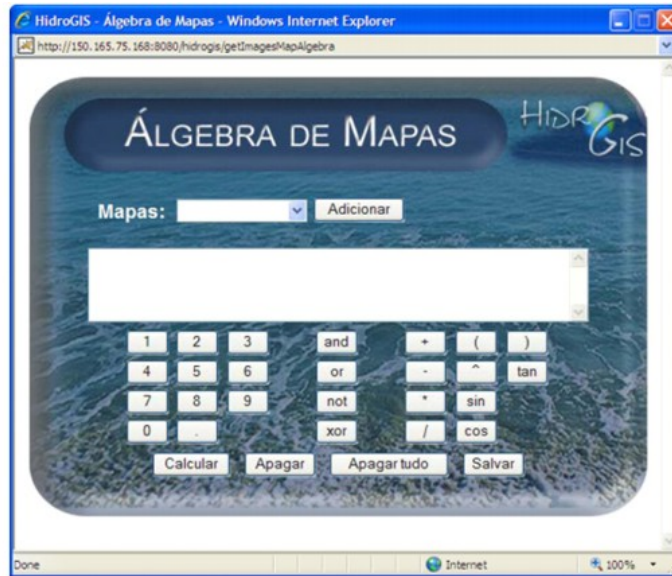 HidroGIS - Álgebra de Mapas - Windows Internet Explorer
http://150.165.75.168:8080/hidrogis/getImagesMapAlgebra
ÁLGEBRA DE MAPAS
HIDROGIS
Mapas: Adicionar
1 2 3 and + ( )
4 5 6 or - ^ tan
7 8 9 not * sin
0 . xor / cos
Calcular Apagar Apagar tudo Salvar
Done Internet 100%